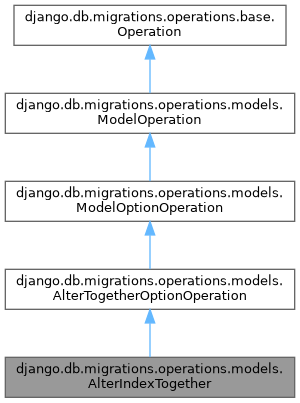 django.db.migrations.operations.base.
Operation
django.db.migrations.operations.models.
ModelOperation
django.db.migrations.operations.models.
ModelOptionOperation
django.db.migrations.operations.models.
AlterTogetherOptionOperation
django.db.migrations.operations.models.
AlterIndexTogether